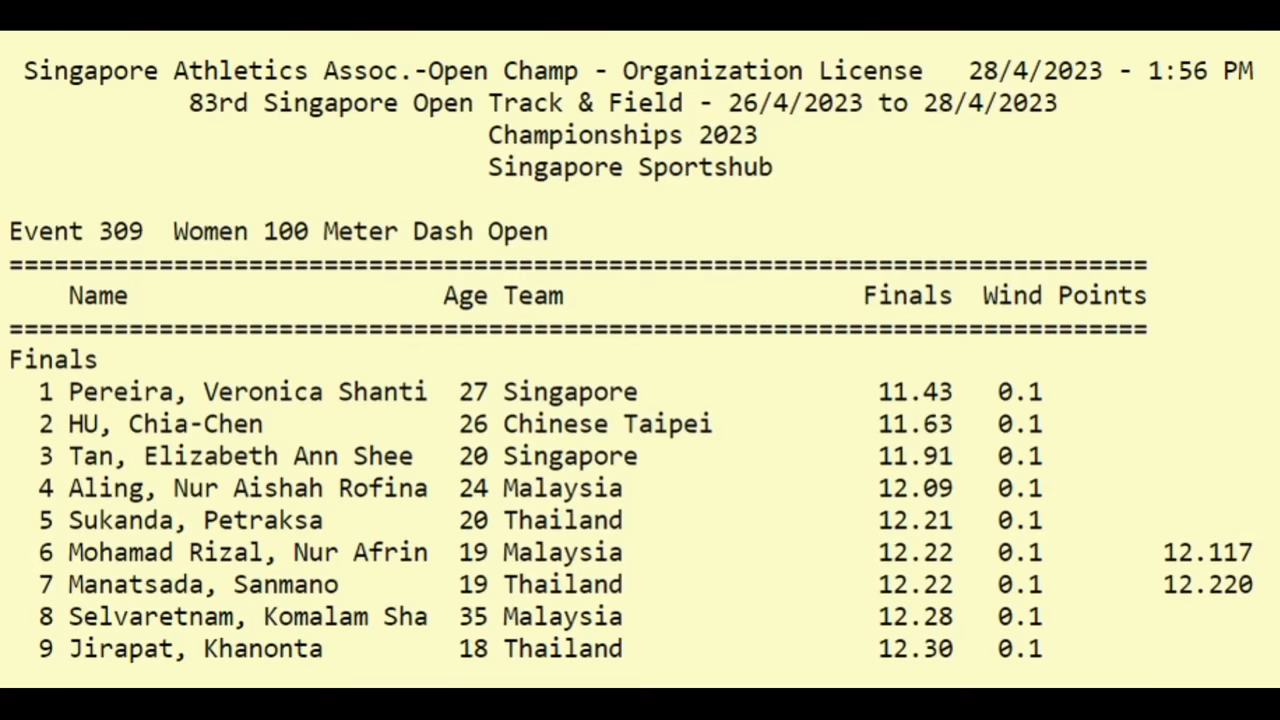 Singapore Athletics Assoc.-Open Champ - Organization License 28/4/2023 - 1:56 PM
83rd Singapore Open Track & Field - 26/4/2023 to 28/4/2023
Championships 2023
Singapore Sportshub
Event 309 Women 100 Meter Dash Open
============================================================================
Name Age Team Finals Wind Points
============================================================================
Finals
1 Pereira, Veronica Shanti 27 Singapore 11.43 0.1
2 HU, Chia-Chen 26 Chinese Taipei 11.63 0.1
3 Tan, Elizabeth Ann Shee 20 Singapore 11.91 0.1
4 Aling, Nur Aishah Rofina 24 Malaysia 12.09 0.1
5 Sukanda, Petraksa 20 Thailand 12.21 0.1
6 Mohamad Rizal, Nur Afrin 19 Malaysia 12.22 0.1 12.117
7 Manatsada, Sanmano 19 Thailand 12.22 0.1 12.220
8 Selvaretnam, Komalam Sha 35 Malaysia 12.28 0.1
9 Jirapat, Khanonta 18 Thailand 12.30 0.1